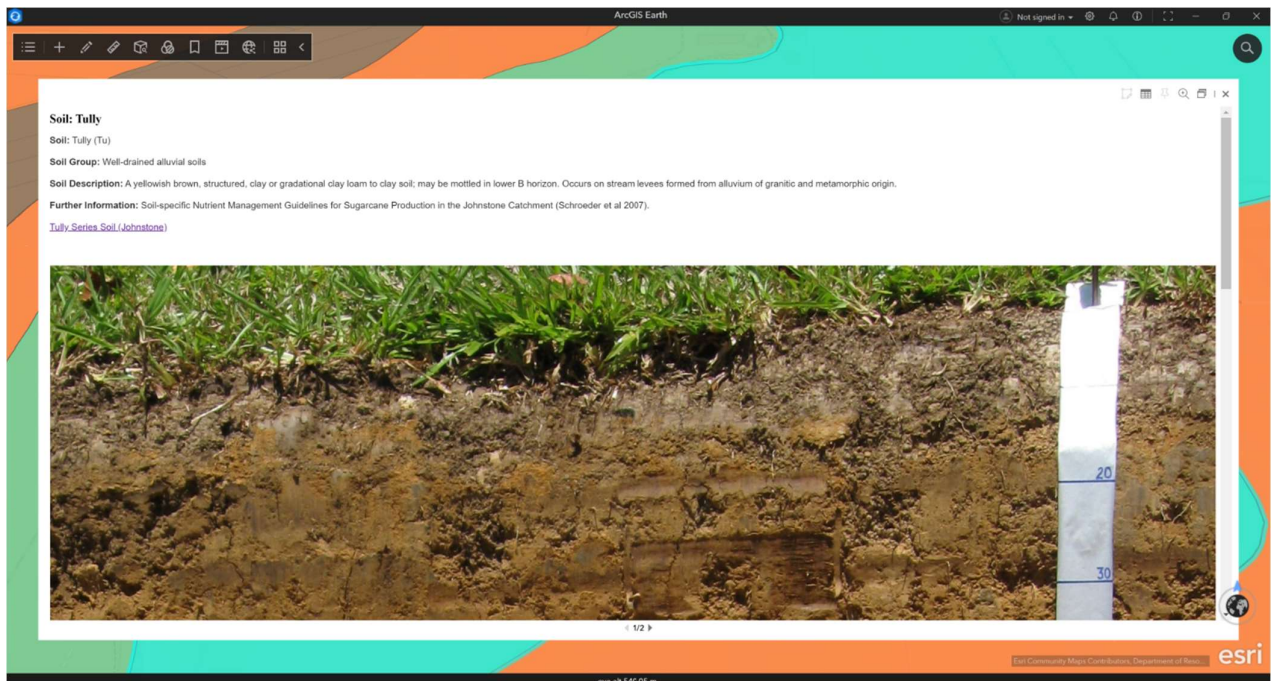 ArcGIS Earth
Not signed in
Soil: Tully
Soil: Tully (Tu)
Soil Group: Well-drained alluvial soils
Soil Description: A yellowish brown, structured, clay or gradational clay loam to clay soil; may be mottled in lower B horizon. Occurs on stream levees formed from alluvium of granitic and metamorphic origin.
Further Information: Soil-specific Nutrient Management Guidelines for Sugarcane Production in the Johnstone Catchment (Schroeder et al 2007).
Tully Series Soil (Johnstone)
20
30
1/2
Esri Community Maps Contributors, Department of Reso...
esri